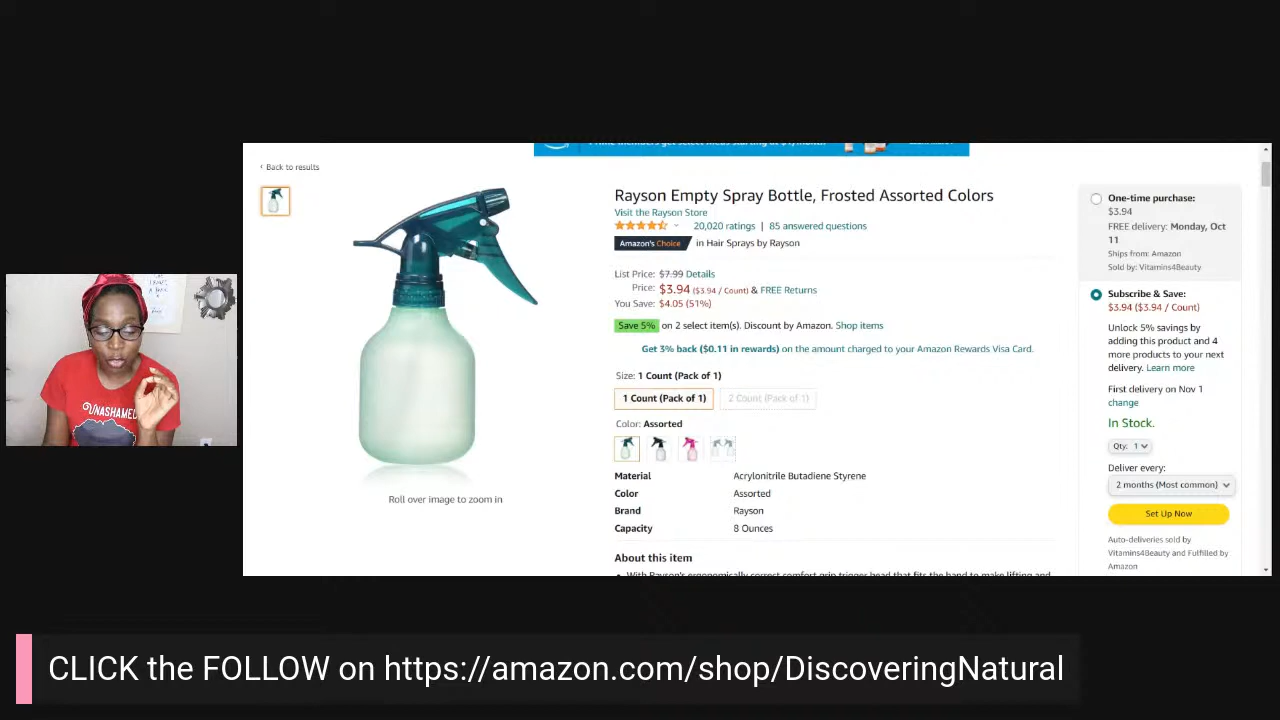 Back to results
Rayson Empty Spray Bottle, Frosted Assorted Colors
Visit the Rayson Store
20,020 ratings | 85 answered questions
Amazon's Choice in Hair Sprays by Rayson
List Price: $7.99 Details
Price: $3.94 ($3.94 / Count) & FREE Returns
You Save: $4.05 (51%)
Save 5% on 2 select item(s). Discount by Amazon. Shop items
Get 3% back ($0.11 in rewards) on the amount charged to your Amazon Rewards Visa Card.
Size: 1 Count (Pack of 1)
1 Count (Pack of 1) 2 Count (Pack of 1)
Color: Assorted
Material Acrylonitrile Butadiene Styrene
Color Assorted
Brand Rayson
Capacity 8 Ounces
About this item
Roll over image to zoom in
One-time purchase:
$3.94
FREE delivery: Monday, Oct
11
Ships from: Amazon
Sold by: Vitamins4Beauty
Subscribe & Save:
$3.94 ($3.94 / Count)
Unlock 5% savings by
adding this product and 4
more products to your next
delivery. Learn more
First delivery on Nov 1
change
In Stock.
Qty: 1
Deliver every:
2 months (Most common)
Set Up Now
Auto-deliveries sold by
Vitamins4Beauty and Fulfilled by
Amazon
UNASHAMED
CLICK the FOLLOW on https://amazon.com/shop/DiscoveringNatural